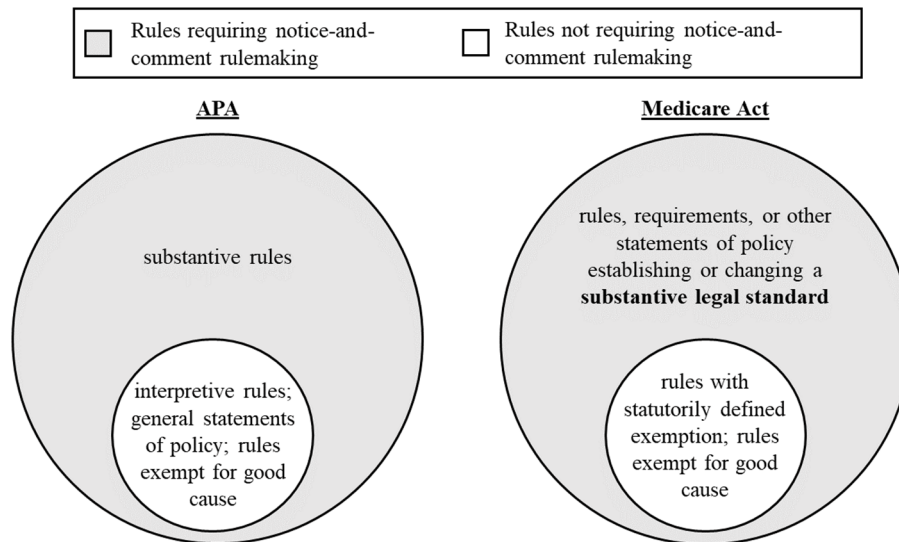 Rules requiring notice-and-
comment rulemaking
Rules not requiring notice-and-
comment rulemaking
APA
substantive rules
interpretive rules;
general statements
of policy; rules
exempt for good
cause
Medicare Act
rules, requirements, or other
statements of policy
establishing or changing a
substantive legal standard
rules with
statutorily defined
exemption; rules
exempt for good
cause